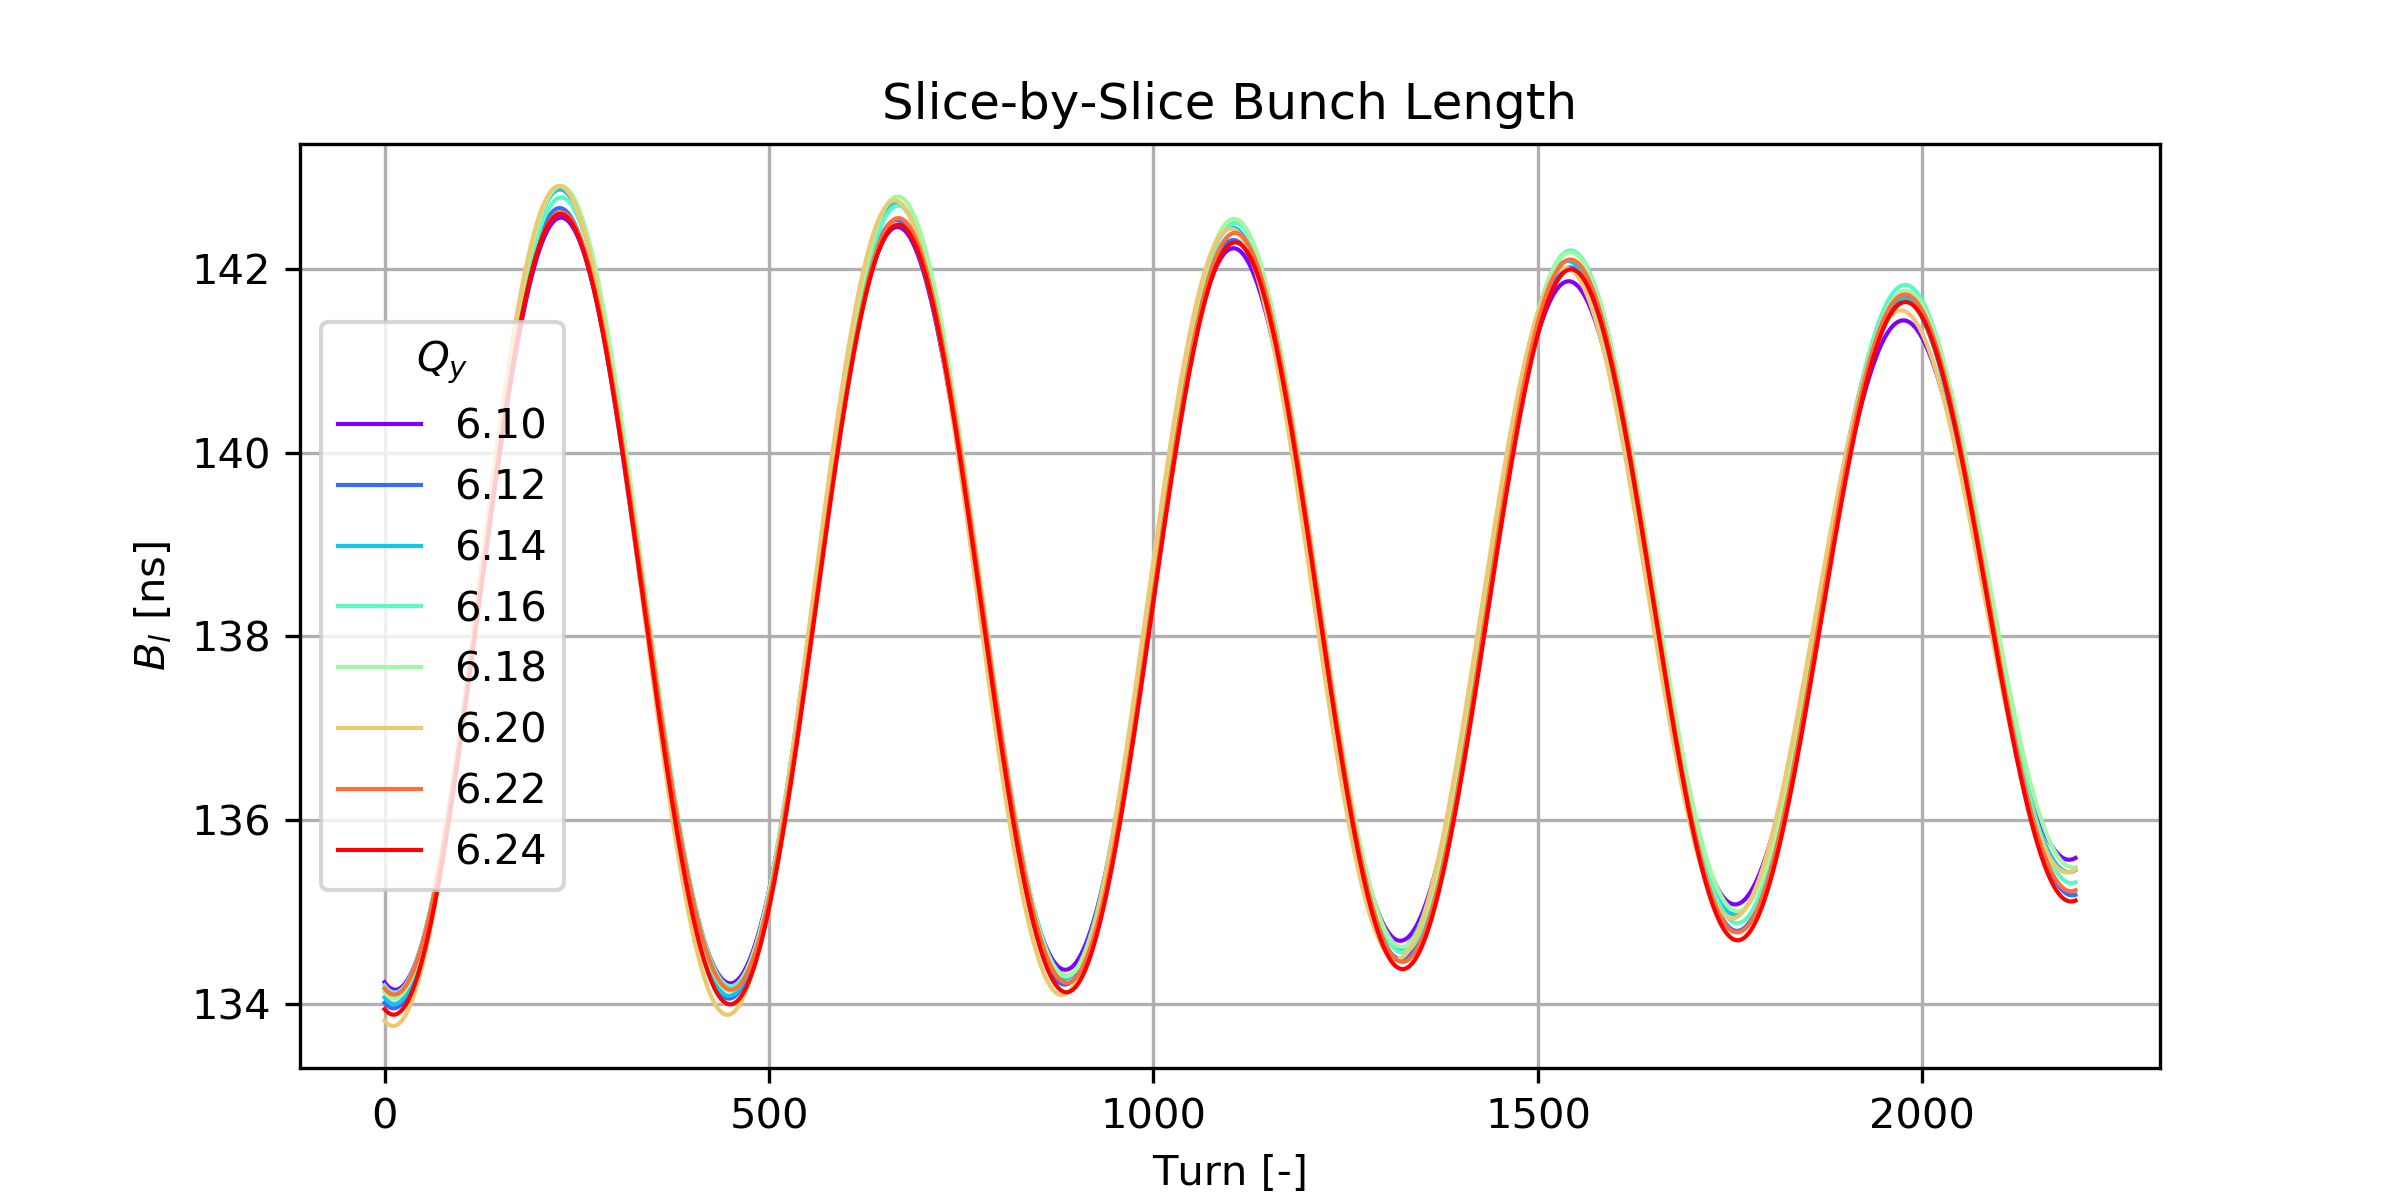 Slice-by-Slice Bunch Length
B_l [ns]
142
140
138
136
134
Q_y
6.10
6.12
6.14
6.16
6.18
6.20
6.22
6.24
0 500 1000 1500 2000
Turn [-]